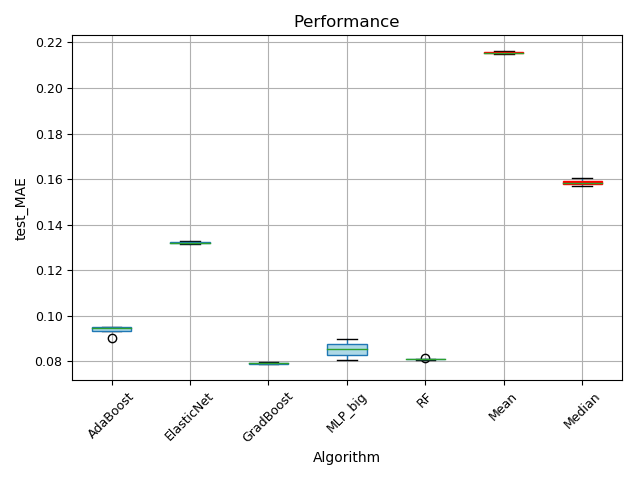 Performance
test_MAE
0.22
0.20
0.18
0.16
0.14
0.12
0.10
0.08
AdaBoost
ElasticNet
GradBoost
MLP_big
RF
Mean
Median
Algorithm